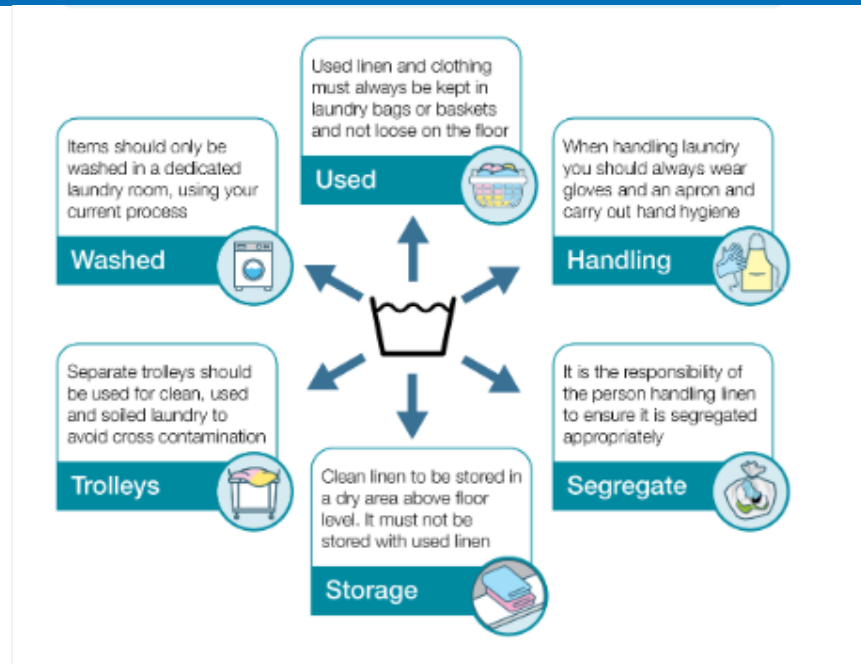 Used linen and clothing
must always be kept in
laundry bags or baskets
and not loose on the floor
Used
Items should only be
washed in a dedicated
laundry room, using your
current process
Washed
When handling laundry
you should always wear
gloves and an apron and
carry out hand hygiene
Handling
Separate trolleys should
be used for clean, used
and soiled laundry to
avoid cross contamination
Trolleys
It is the responsibility of
the person handling linen
to ensure it is segregated
appropriately
Segregate
Clean linen to be stored in
a dry area above floor
level. It must not be
stored with used linen
Storage